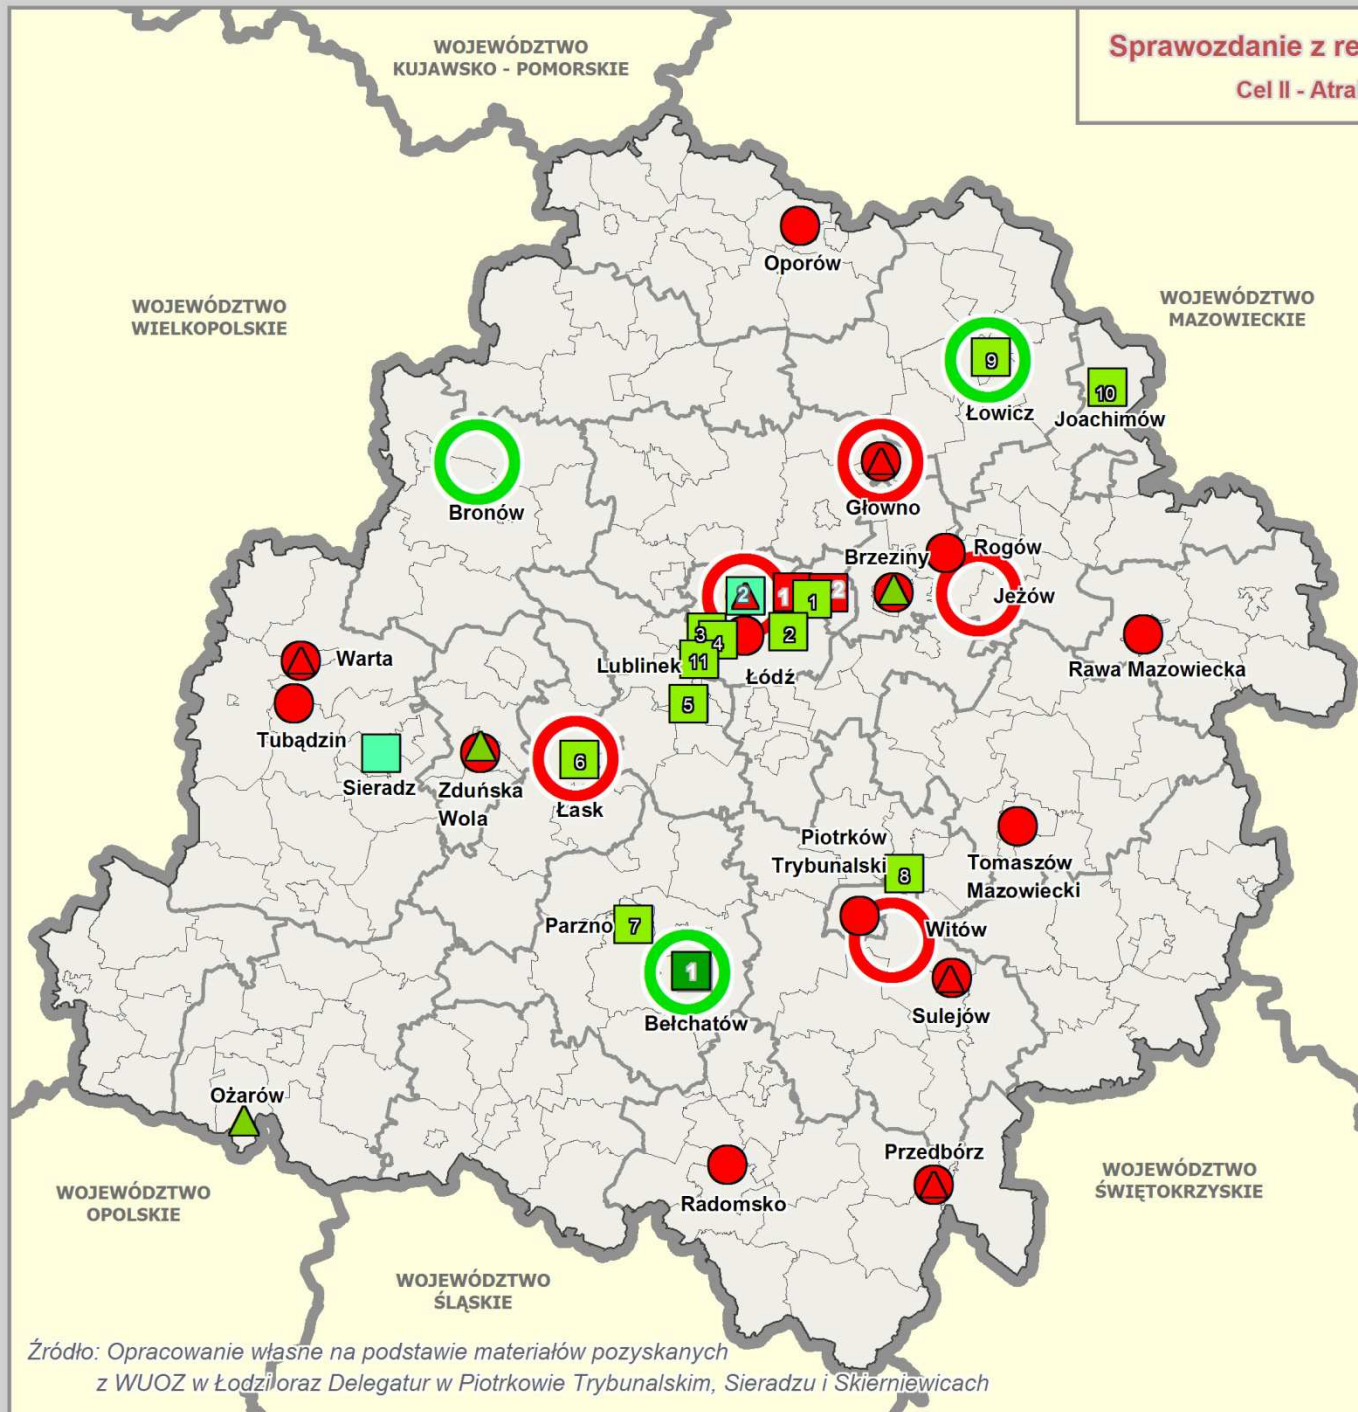 WOJEWÓDZTWO
KUJAWSKO - POMORSKIE
Sprawozdanie z re
Cel II - Atra
Oporów
WOJEWÓDZTWO
WIELKOPOLSKIE
WOJEWÓDZTWO
MAZOWIECKIE
9
Łowicz
10
Joachimów
Bronów
Głowno
Brzeziny
Rogów
Jeżów
2
1
2
1
3
4
2
Lublinek
11
Łódź
5
Warta
Tubądzin
Rawa Mazowiecka
Sieradz
Zduńska
Wola
6
Łask
Piotrków
Trybunalski
8
Tomaszów
Mazowiecki
Parzno
7
Witów
1
Bełchatów
Sulejów
Ożarów
Radomsko
Przedbórz
WOJEWÓDZTWO
OPOLSKIE
WOJEWÓDZTWO
ŚWIĘTOKRZYSKIE
WOJEWÓDZTWO
ŚLĄSKIE
Źródło: Opracowanie własne na podstawie materiałów pozyskanych
z WUOZ w Łodzi oraz Delegatur w Piotrkowie Trybunalskim, Sieradzu i Skierniewicach